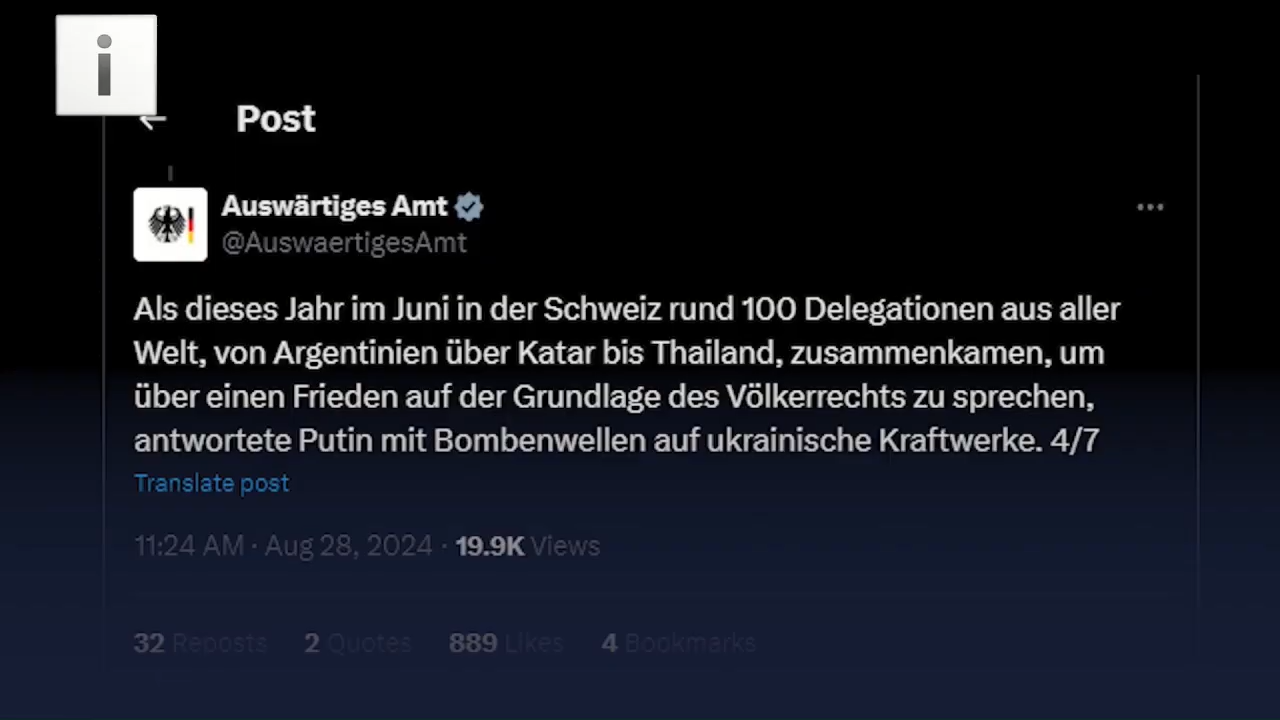 i
Post
Auswärtiges Amt
@AuswaertigesAmt
Als dieses Jahr im Juni in der Schweiz rund 100 Delegationen aus aller
Welt, von Argentinien über Katar bis Thailand, zusammenkamen, um
über einen Frieden auf der Grundlage des Völkerrechts zu sprechen,
antwortete Putin mit Bombenwellen auf ukrainische Kraftwerke. 4/7
Translate post
11:24 AM · Aug 28, 2024 · 19.9K Views
32 Reposts 2 Quotes 889 Likes 4 Bookmarks